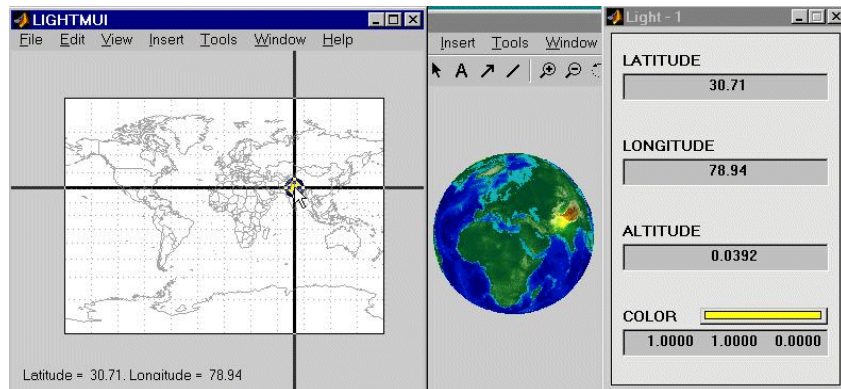 LIGHTMUI
File Edit View Insert Tools Window Help
Latitude = 30.71, Longitude = 78.94
Insert Tools Window
A
Light - 1
LATITUDE
30.71
LONGITUDE
78.94
ALTITUDE
0.0392
COLOR
1.0000 1.0000 0.0000